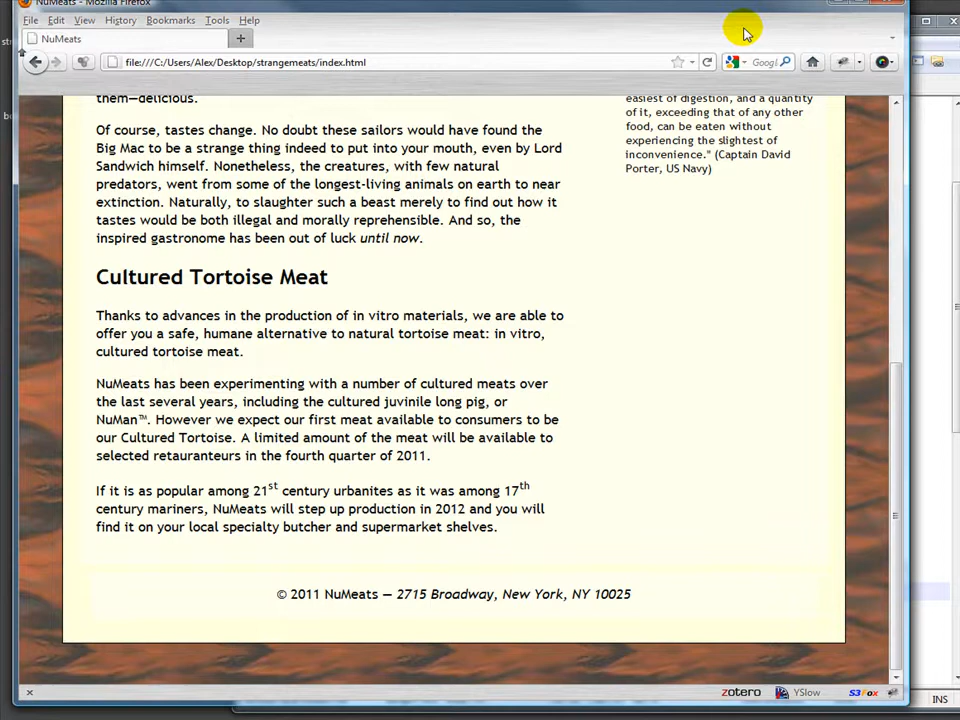 NuMeats - Mozilla Firefox
File Edit View History Bookmarks Tools Help
NuMeats
file:///C:/Users/Alex/Desktop/strangemeats/index.html
Googl
them—delicious.
Of course, tastes change. No doubt these sailors would have found the
Big Mac to be a strange thing indeed to put into your mouth, even by Lord
Sandwich himself. Nonetheless, the creatures, with few natural
predators, went from some of the longest-living animals on earth to near
extinction. Naturally, to slaughter such a beast merely to find out how it
tastes would be both illegal and morally reprehensible. And so, the
inspired gastronome has been out of luck until now.
easiest of digestion, and a quantity
of it, exceeding that of any other
food, can be eaten without
experiencing the slightest of
inconvenience." (Captain David
Porter, US Navy)
Cultured Tortoise Meat
Thanks to advances in the production of in vitro materials, we are able to
offer you a safe, humane alternative to natural tortoise meat: in vitro,
cultured tortoise meat.
NuMeats has been experimenting with a number of cultured meats over
the last several years, including the cultured juvinile long pig, or
NuMan™. However we expect our first meat available to consumers to be
our Cultured Tortoise. A limited amount of the meat will be available to
selected retauranteurs in the fourth quarter of 2011.
If it is as popular among 21st century urbanites as it was among 17th
century mariners, NuMeats will step up production in 2012 and you will
find it on your local specialty butcher and supermarket shelves.
© 2011 NuMeats — 2715 Broadway, New York, NY 10025
zotero YSlow S3Fox
INS